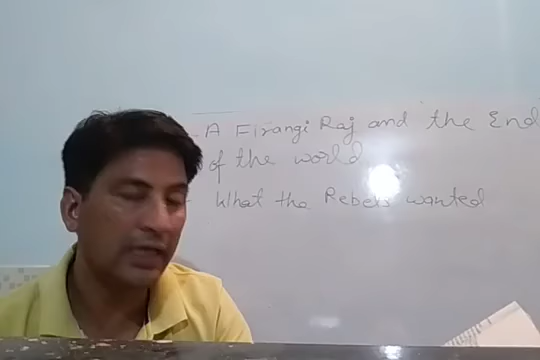 A Firangi Raj and the End
of the world
What the Rebels wanted